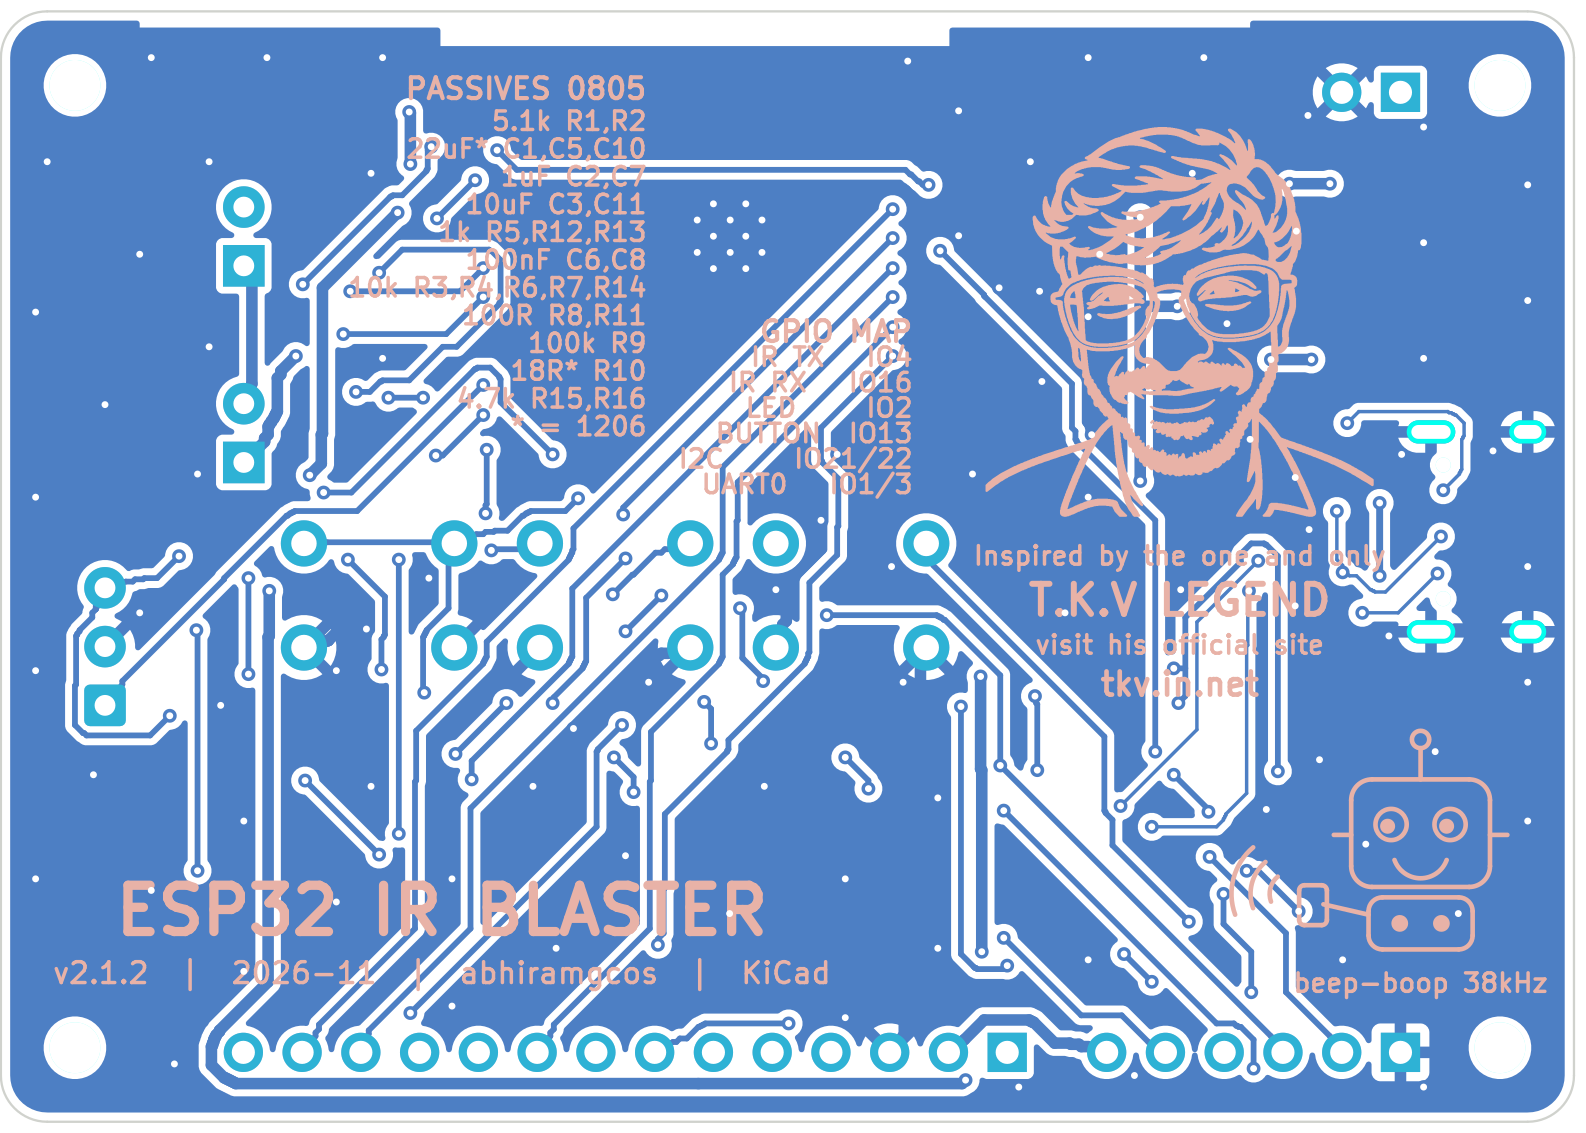 PASSIVES 0805
5.1k R1,R2
22uF* C1,C5,C10
1uF C2,C7
10uF C3,C11
1k R5,R12,R13
100nF C6,C8
10k R3,R4,R6,R7,R14
100R R8,R11
100k R9
18R* R10
4.7k R15,R16
* = 1206
GPIO MAP
IR TX IO4
IR RX IO16
LED IO2
BUTTON IO13
I2C IO21/22
UART0 IO1/3
Inspired by the one and only
T.K.V LEGEND
visit his official site
tkv.in.net
ESP32 IR BLASTER
v2.1.2 | 2026-11 | abhiramgcos | KiCad
beep-boop 38kHz